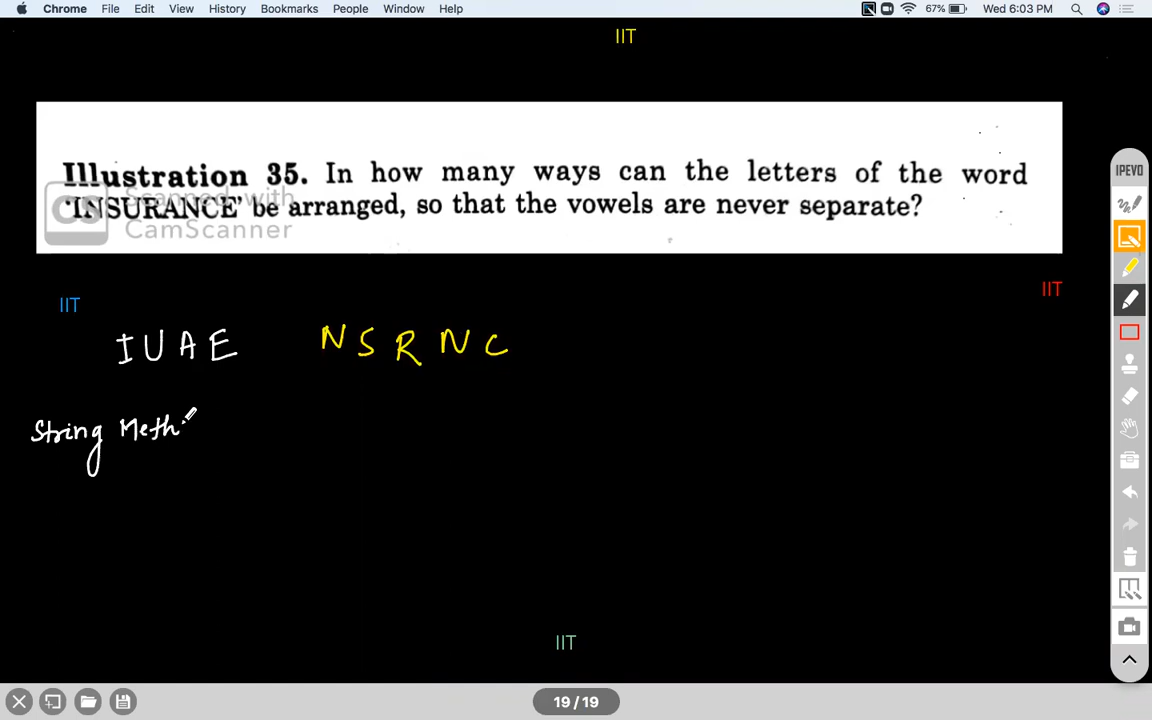 Chrome File Edit View History Bookmarks People Window Help 67% Wed 6:03 PM
IIT
Illustration 35. In how many ways can the letters of the word
'INSURANCE' be arranged, so that the vowels are never separate?
CS Scanned with
CamScanner
IPEVO
IIT
IIT
I U A E N S R N C
String Meth
IIT
19 / 19